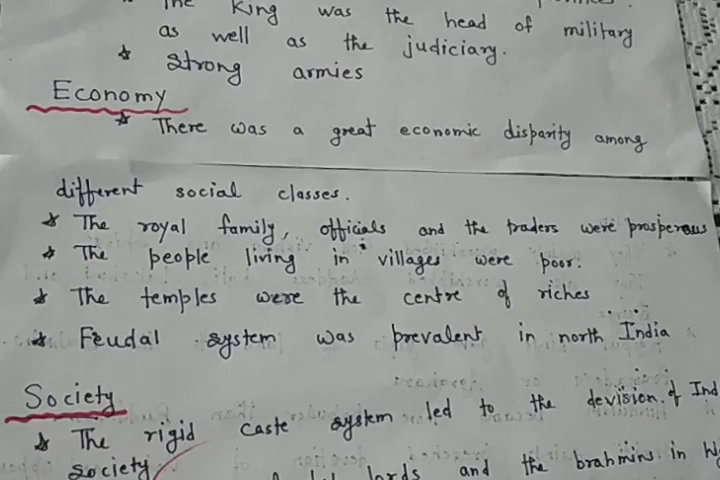 The King was the head of military
as well as the judiciary.
☆ Strong armies
Economy
☆ There was a great economic disparity among
different social classes.
☆ The royal family, officials and the traders were prosperous
☆ The people living in villages were poor.
☆ The temples were the centre of riches
☆ Feudal system was prevalent in north India
Society
☆ The rigid caste system led to the devision of Ind
society
lords and the brahmins in